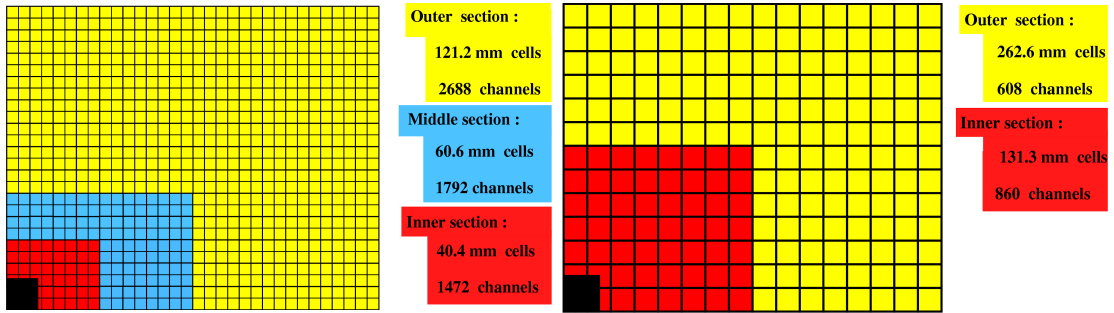 Outer section :
121.2 mm cells
2688 channels
Middle section :
60.6 mm cells
1792 channels
Inner section :
40.4 mm cells
1472 channels
Outer section :
262.6 mm cells
608 channels
Inner section :
131.3 mm cells
860 channels